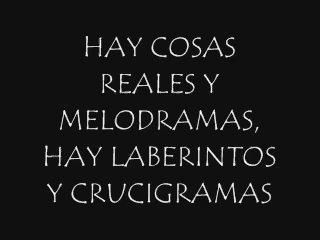 HAY COSAS
REALES Y
MELODRAMAS,
HAY LABERINTOS
Y CRUCIGRAMAS